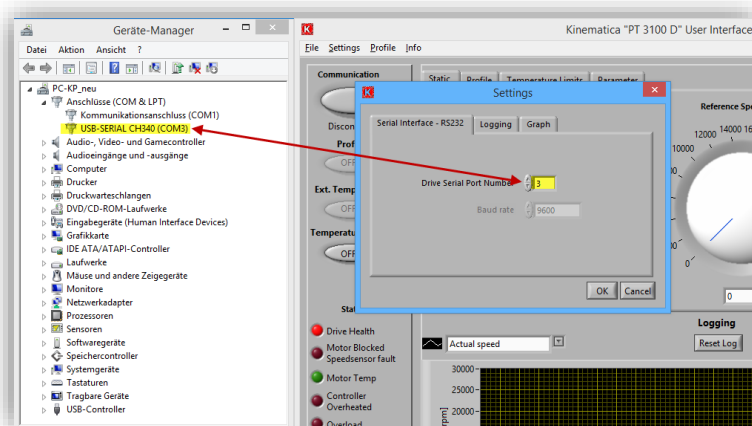 Geräte-Manager
Datei Aktion Ansicht ?
PC-KP_neu
Anschlüsse (COM & LPT)
Kommunikationsanschluss (COM1)
USB-SERIAL CH340 (COM3)
Audio-, Video- und Gamecontroller
Audioeingänge und -ausgänge
Computer
Drucker
Druckwarteschlangen
DVD/CD-ROM-Laufwerke
Eingabegeräte (Human Interface Devices)
Grafikkarte
IDE ATA/ATAPI-Controller
Laufwerke
Mäuse und andere Zeigegeräte
Monitore
Netzwerkadapter
Prozessoren
Sensoren
Softwaregeräte
Speichercontroller
Systemgeräte
Tastaturen
Tragbare Geräte
USB-Controller
Kinematica "PT 3100 D" User Interface
File Settings Profile Info
Communication
Static Profile Temperature Limits Parameter
Discon
Prof
OFF
Ext. Temp
OFF
Temperatu
OFF
Stat
Drive Health
Motor Blocked
Speedsensor fault
Motor Temp
Controller
Overheated
Overload
K
Settings
Serial Interface - RS232 Logging Graph
Drive Serial Port Number 3
Baud rate 9600
OK Cancel
Reference Spe
10000 12000 14000 16
0
0
Logging
Reset Log
Actual speed
30000
25000
20000
rpm]